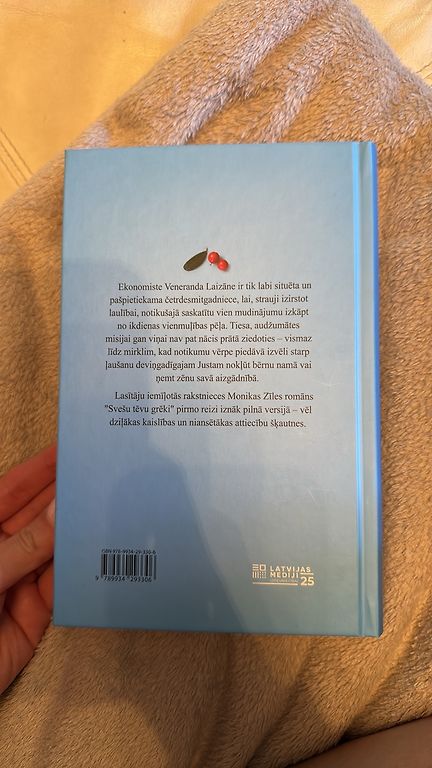 Ekonomiste Veneranda Laizāne ir tik labi situēta un
pašpietiekama četrdesmitgadniece, lai, strauji izirstot
laulībai, notikušajā saskatītu vien mudinājumu izkāpt
no ikdienas vienmuļības pēļa. Tiesa, audžumātes
misijai gan viņai nav pat nācis prātā ziedoties – vismaz
līdz mirklim, kad notikumu vērpe piedāvā izvēli starp
ļaušanu deviņgadīgajam Justam nokļūt bērnu namā vai
ņemt zēnu savā aizgādnībā.
Lasītāju iemīļotās rakstnieces Monikas Zīles romāns
"Svešu tēvu grēki" pirmo reizi iznāk pilnā versijā – vēl
dziļākas kaislības un niansētākas attiecību šķautnes.
ISBN 978-9934-29-330-6
9 789934 293306
LATVIJAS
MEDIJI
25